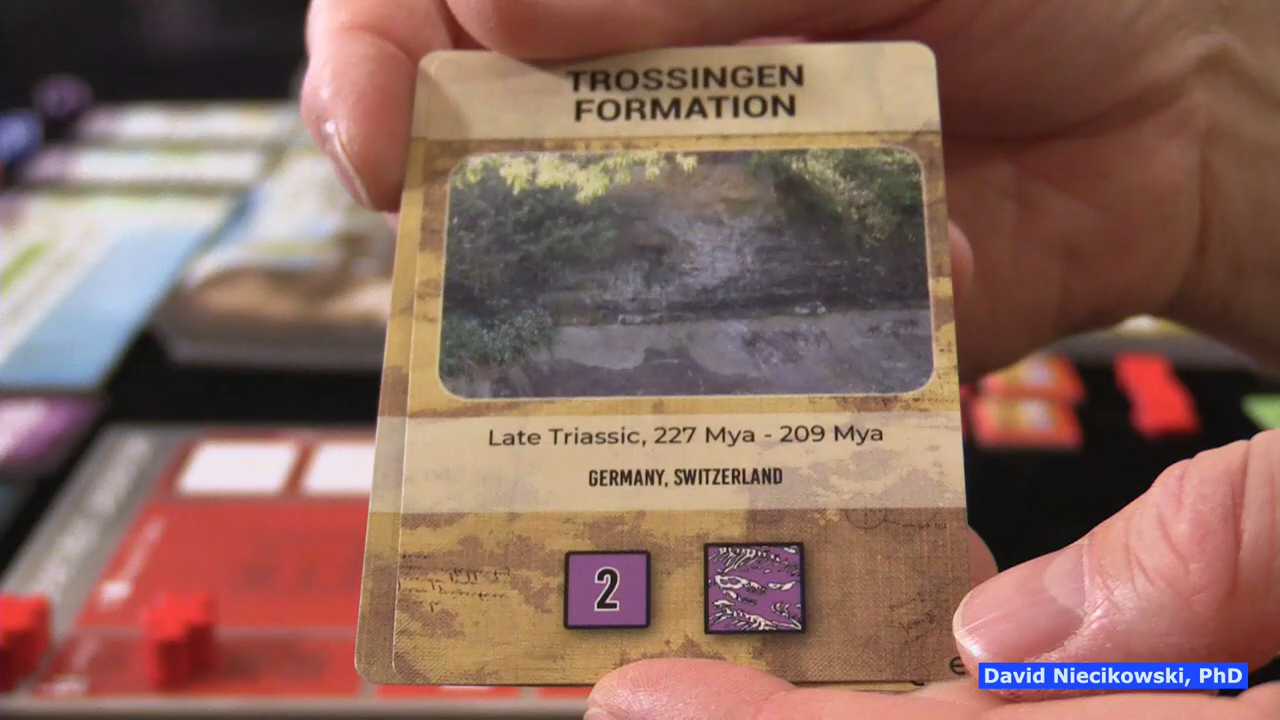 TROSSINGEN
FORMATION
Late Triassic, 227 Mya - 209 Mya
GERMANY, SWITZERLAND
2
David Niecikowski, PhD